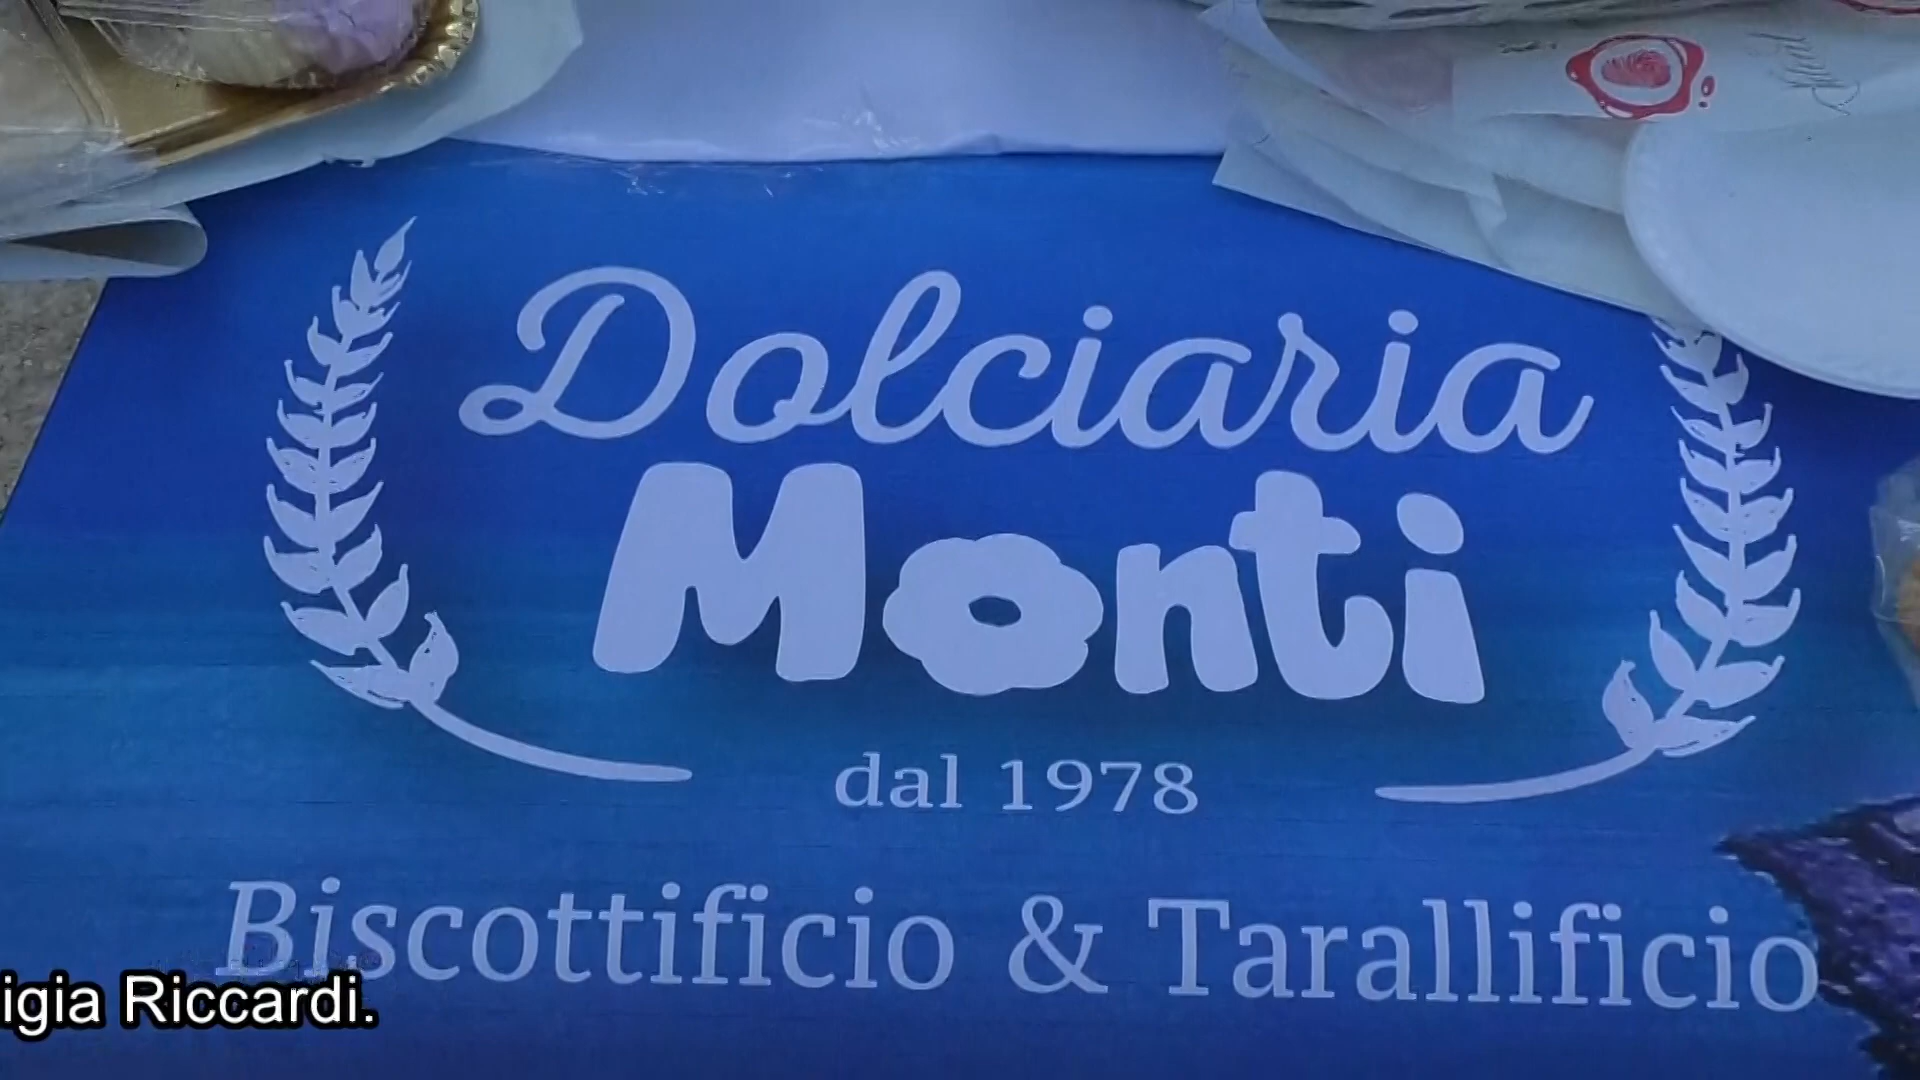 Dolciaria
Monti
dal 1978
Biscottificio & Tarallificio
igia Riccardi.